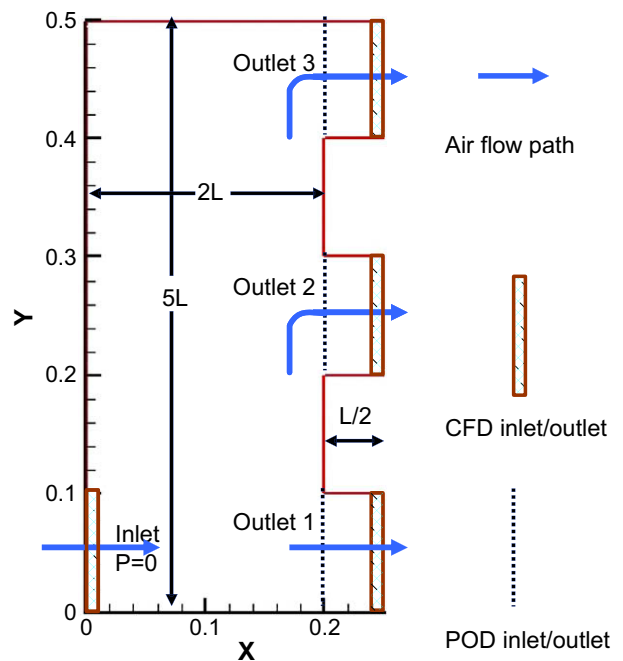 0.5
Outlet 3
0.4
Air flow path
2L
0.3
Outlet 2
5L
Y
0.2
L/2
CFD inlet/outlet
0.1
Inlet
P=0
Outlet 1
0
0
0.1
0.2
X
POD inlet/outlet